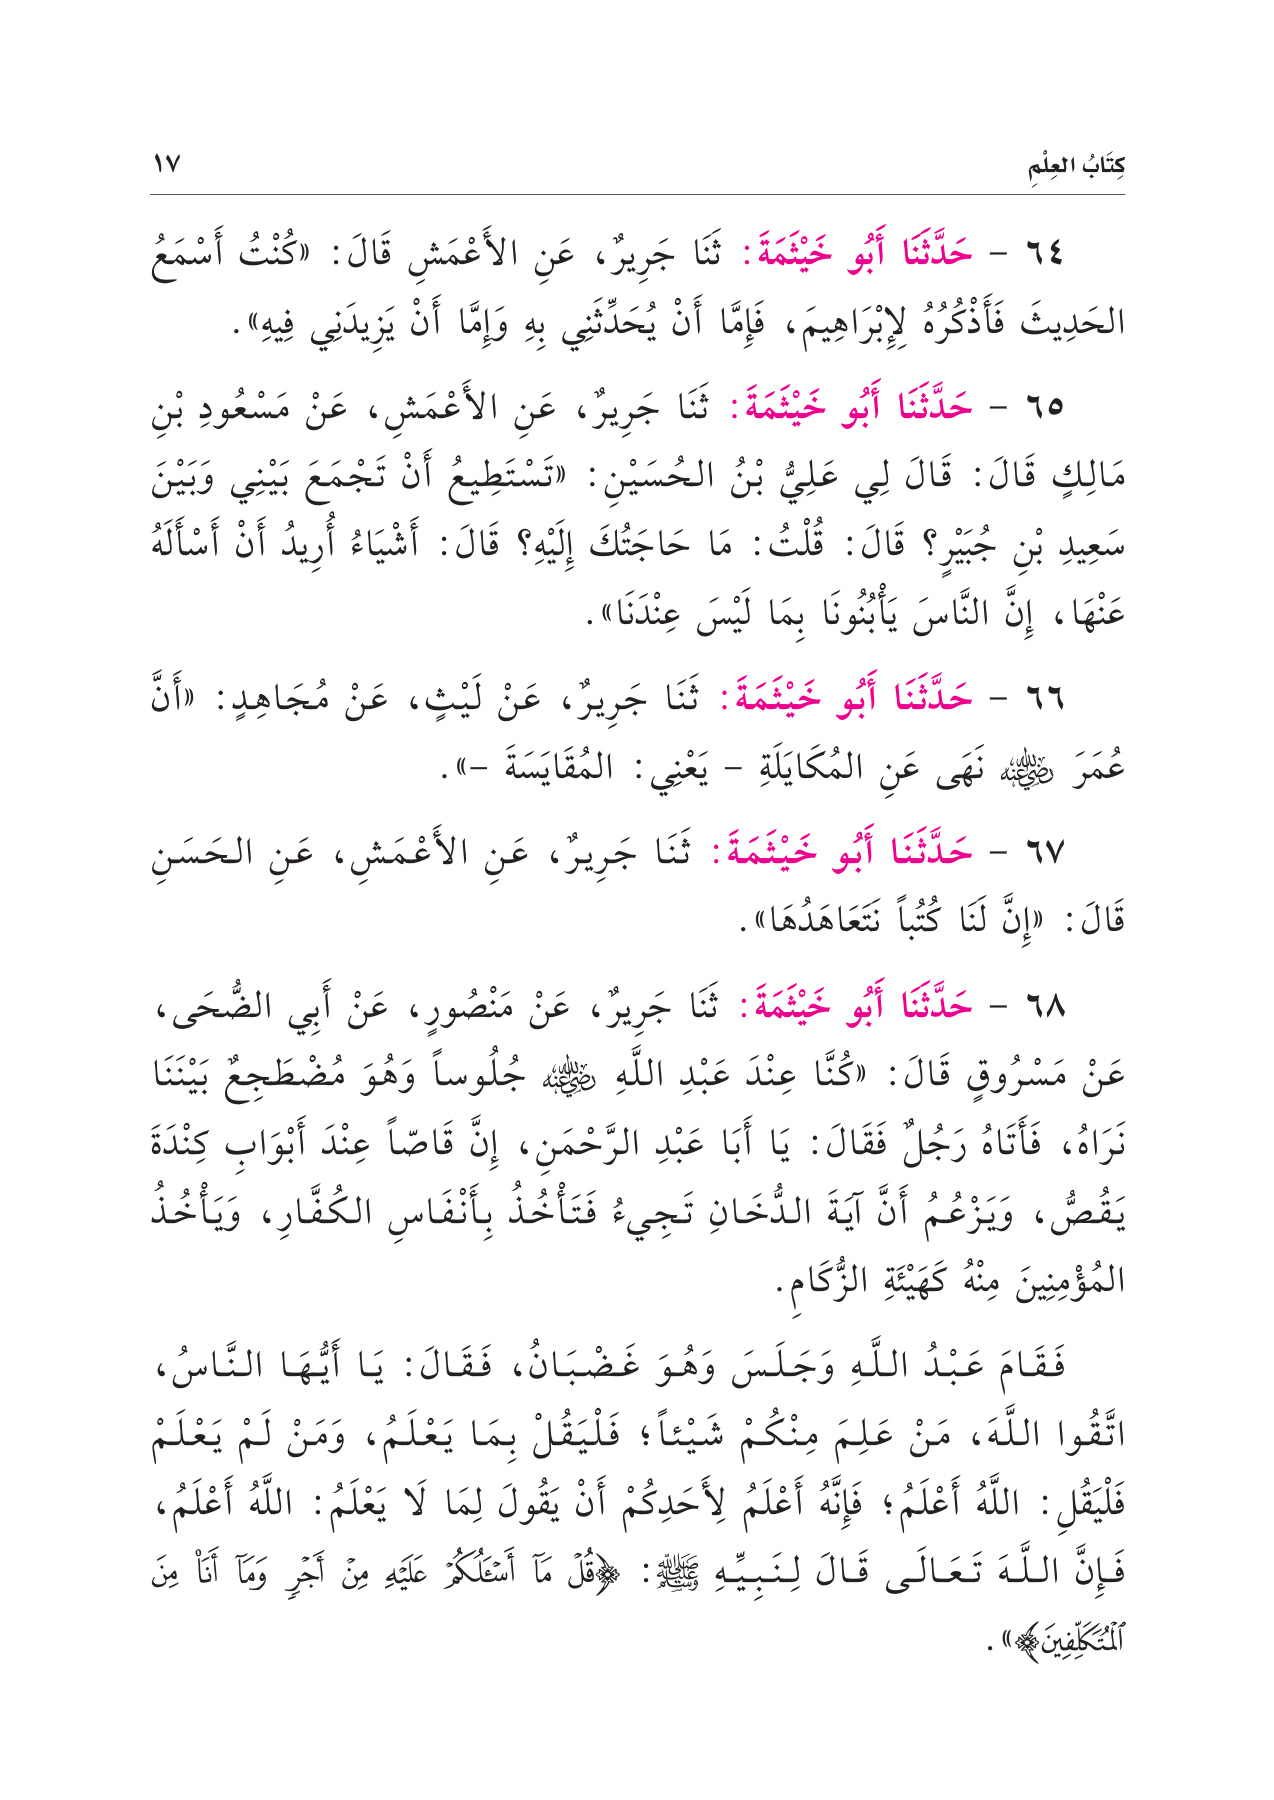 كِتَابُ العِلْمِ ١٧
٦٤ - حَدَّثَنَا أَبُو خَيْثَمَةَ: ثَنَا جَرِيرٌ، عَنِ الأَعْمَشِ قَالَ: «كُنْتُ أَسْمَعُ
الحَدِيثَ فَأَذْكُرُهُ لِإِبْرَاهِيمَ، فَإِمَّا أَنْ يُحَدِّثَنِي بِهِ وَإِمَّا أَنْ يَزِيدَنِي فِيهِ».
٦٥ - حَدَّثَنَا أَبُو خَيْثَمَةَ: ثَنَا جَرِيرٌ، عَنِ الأَعْمَشِ، عَنْ مَسْعُودِ بْنِ
مَالِكٍ قَالَ: قَالَ لِي عَلِيُّ بْنُ الحُسَيْنِ: «تَسْتَطِيعُ أَنْ تَجْمَعَ بَيْنِي وَبَيْنَ
سَعِيدِ بْنِ جُبَيْرٍ؟ قَالَ: قُلْتُ: مَا حَاجَتُكَ إِلَيْهِ؟ قَالَ: أَشْيَاءُ أُرِيدُ أَنْ أَسْأَلَهُ
عَنْهَا، إِنَّ النَّاسَ يَأْبُنُونَا بِمَا لَيْسَ عِنْدَنَا».
٦٦ - حَدَّثَنَا أَبُو خَيْثَمَةَ: ثَنَا جَرِيرٌ، عَنْ لَيْثٍ، عَنْ مُجَاهِدٍ: «أَنَّ
عُمَرَ رضي الله عنه نَهَى عَنِ المُكَايَلَةِ - يَعْنِي: المُقَايَسَةَ -».
٦٧ - حَدَّثَنَا أَبُو خَيْثَمَةَ: ثَنَا جَرِيرٌ، عَنِ الأَعْمَشِ، عَنِ الحَسَنِ
قَالَ: «إِنَّ لَنَا كُتُباً نَتَعَاهَدُهَا».
٦٨ - حَدَّثَنَا أَبُو خَيْثَمَةَ: ثَنَا جَرِيرٌ، عَنْ مَنْصُورٍ، عَنْ أَبِي الضُّحَى،
عَنْ مَسْرُوقٍ قَالَ: «كُنَّا عِنْدَ عَبْدِ اللَّهِ رضي الله عنه جُلُوساً وَهُوَ مُضْطَجِعٌ بَيْنَنَا
نَرَاهُ، فَأَتَاهُ رَجُلٌ فَقَالَ: يَا أَبَا عَبْدِ الرَّحْمَنِ، إِنَّ قَاصّاً عِنْدَ أَبْوَابِ كِنْدَةَ
يَقُصُّ، وَيَزْعُمُ أَنَّ آيَةَ الدُّخَانِ تَجِيءُ فَتَأْخُذُ بِأَنْفَاسِ الكُفَّارِ، وَيَأْخُذُ
المُؤْمِنِينَ مِنْهُ كَهَيْئَةِ الزُّكَامِ.
فَقَامَ عَبْدُ اللَّهِ وَجَلَسَ وَهُوَ غَضْبَانُ، فَقَالَ: يَا أَيُّهَا النَّاسُ،
اتَّقُوا اللَّهَ، مَنْ عَلِمَ مِنْكُمْ شَيْئاً؛ فَلْيَقُلْ بِمَا يَعْلَمُ، وَمَنْ لَمْ يَعْلَمْ
فَلْيَقُلِ: اللَّهُ أَعْلَمُ؛ فَإِنَّهُ أَعْلَمُ لِأَحَدِكُمْ أَنْ يَقُولَ لِمَا لَا يَعْلَمُ: اللَّهُ أَعْلَمُ،
فَإِنَّ اللَّهَ تَعَالَى قَالَ لِنَبِيِّهِ ﷺ: ﴿قُلْ مَآ أَسْـَٔلُكُمْ عَلَيْهِ مِنْ أَجْرٍ وَمَآ أَنَا۠ مِنَ
ٱلْمُتَكَلِّفِينَ﴾».